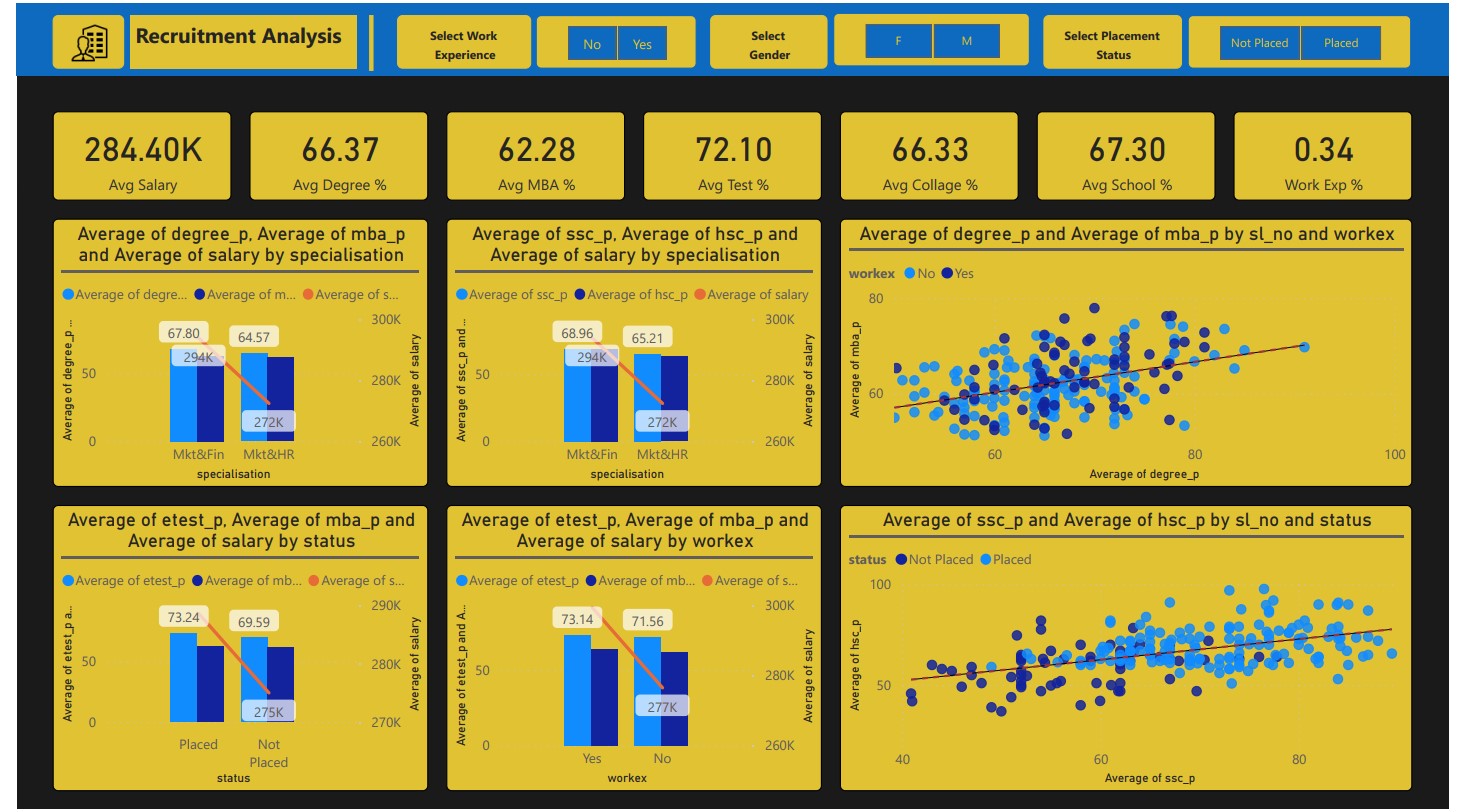 Recruitment Analysis
Select Work
Experience
No Yes
Select
Gender
F M
Select Placement
Status
Not Placed Placed
284.40K
Avg Salary
66.37
Avg Degree %
62.28
Avg MBA %
72.10
Avg Test %
66.33
Avg Collage %
67.30
Avg School %
0.34
Work Exp %
Average of degree_p, Average of mba_p
and Average of salary by specialisation
Average of degre... Average of m... Average of s...
Average of degree_p ...
67.80
64.57
294K
272K
50
0
300K
280K
260K
Average of salary
Mkt&Fin Mkt&HR
specialisation
Average of ssc_p, Average of hsc_p and
Average of salary by specialisation
Average of ssc_p Average of hsc_p Average of salary
Average of ssc_p and ...
68.96
65.21
294K
272K
50
0
300K
280K
260K
Average of salary
Mkt&Fin Mkt&HR
specialisation
Average of degree_p and Average of mba_p by sl_no and workex
workex No Yes
Average of mba_p
80
60
60 80 100
Average of degree_p
Average of etest_p, Average of mba_p and
Average of salary by status
Average of etest_p Average of mb... Average of s...
Average of etest_p a...
73.24
69.59
275K
50
0
290K
280K
270K
Average of salary
Placed Not
Placed
status
Average of etest_p, Average of mba_p and
Average of salary by workex
Average of etest_p Average of mb... Average of s...
Average of etest_p and A...
73.14
71.56
277K
50
0
300K
280K
260K
Average of salary
Yes No
workex
Average of ssc_p and Average of hsc_p by sl_no and status
status Not Placed Placed
Average of hsc_p
100
50
40 60 80
Average of ssc_p